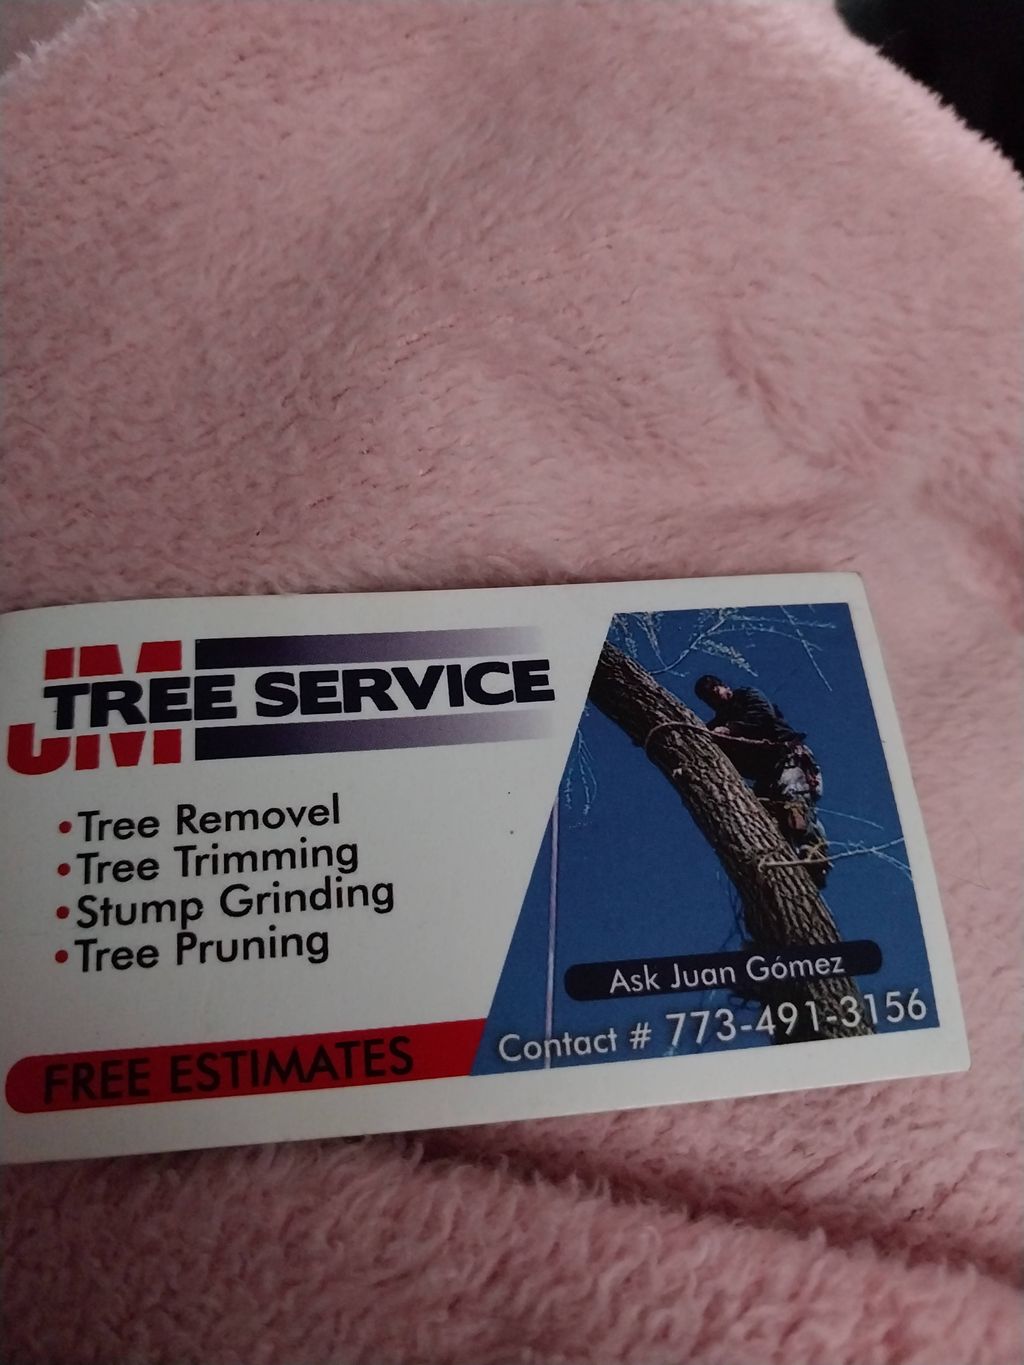 JM
TREE SERVICE
•Tree Removel
•Tree Trimming
•Stump Grinding
•Tree Pruning
FREE ESTIMATES
Ask Juan Gómez
Contact # 773-491-3156